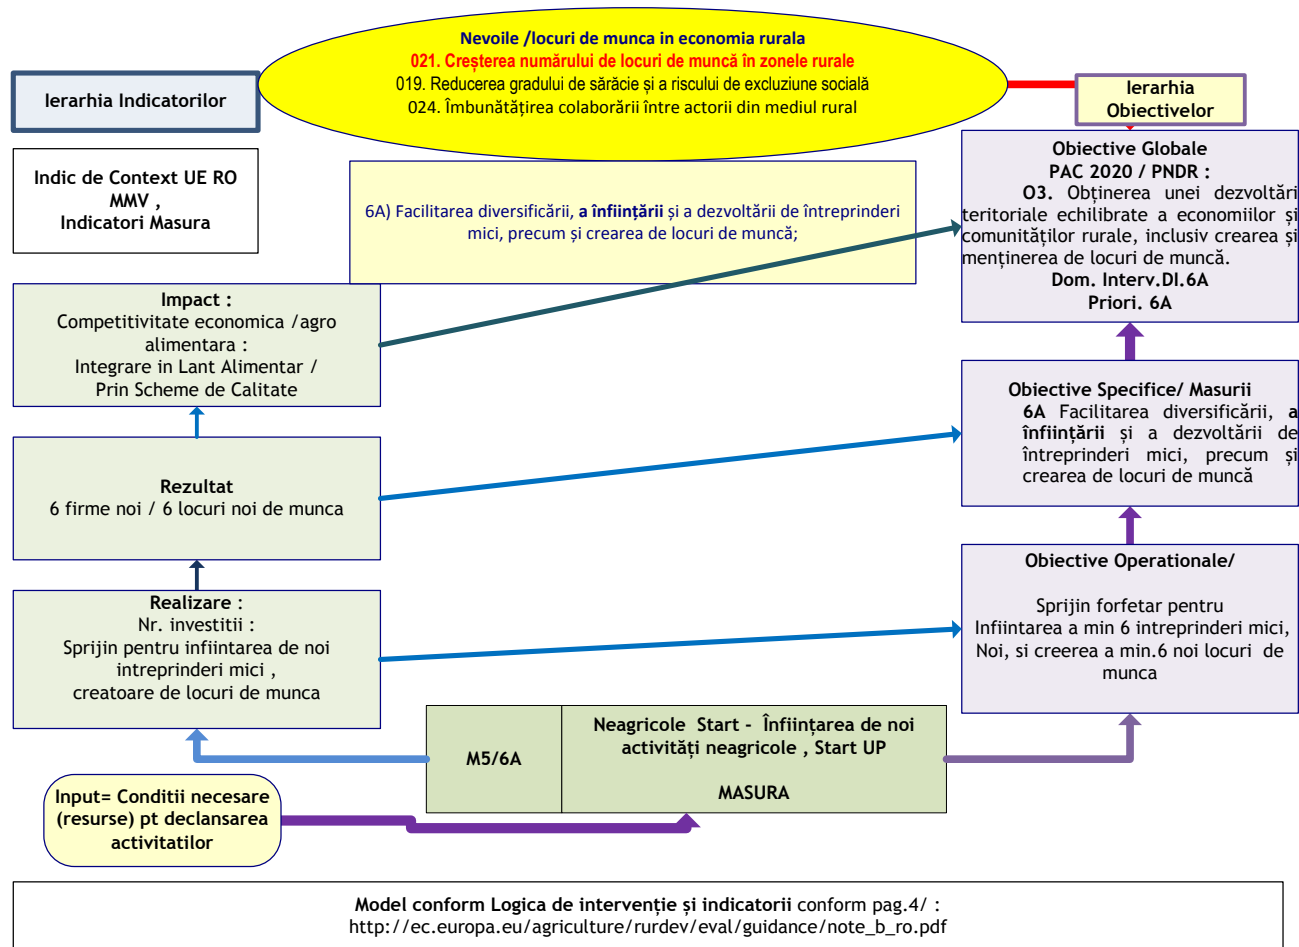 Nevoile /locuri de munca in economia rurala
021. Creșterea numărului de locuri de muncă în zonele rurale
019. Reducerea gradului de sărăcie și a riscului de excluziune socială
024. Îmbunătățirea colaborării între actorii din mediul rural
Ierarhia Indicatorilor
Ierarhia
Obiectivelor
Indic de Context UE RO
MMV ,
Indicatori Masura
6A) Facilitarea diversificării, a înființării și a dezvoltării de întreprinderi
mici, precum și crearea de locuri de muncă;
Obiective Globale
PAC 2020 / PNDR :
O3. Obținerea unei dezvoltări
teritoriale echilibrate a economiilor și
comunităților rurale, inclusiv crearea și
menținerea de locuri de muncă.
Dom. Interv.DI.6A
Priori. 6A
Impact :
Competitivitate economica /agro
alimentara :
Integrare in Lant Alimentar /
Prin Scheme de Calitate
Obiective Specifice/ Masurii
6A Facilitarea diversificării, a
înființării și a dezvoltării de
întreprinderi mici, precum și
crearea de locuri de muncă
Rezultat
6 firme noi / 6 locuri noi de munca
Obiective Operationale/
Sprijin forfetar pentru
Infiintarea a min 6 intreprinderi mici,
Noi, si creerea a min.6 noi locuri de
munca
Realizare :
Nr. investitii :
Sprijin pentru infiintarea de noi
intreprinderi mici ,
creatoare de locuri de munca
M5/6A
Neagricole Start - Înființarea de noi
activități neagricole , Start UP
MASURA
Input= Conditii necesare
(resurse) pt declansarea
activitatilor
Model conform Logica de intervenție și indicatorii conform pag.4/ :
http://ec.europa.eu/agriculture/rurdev/eval/guidance/note_b_ro.pdf